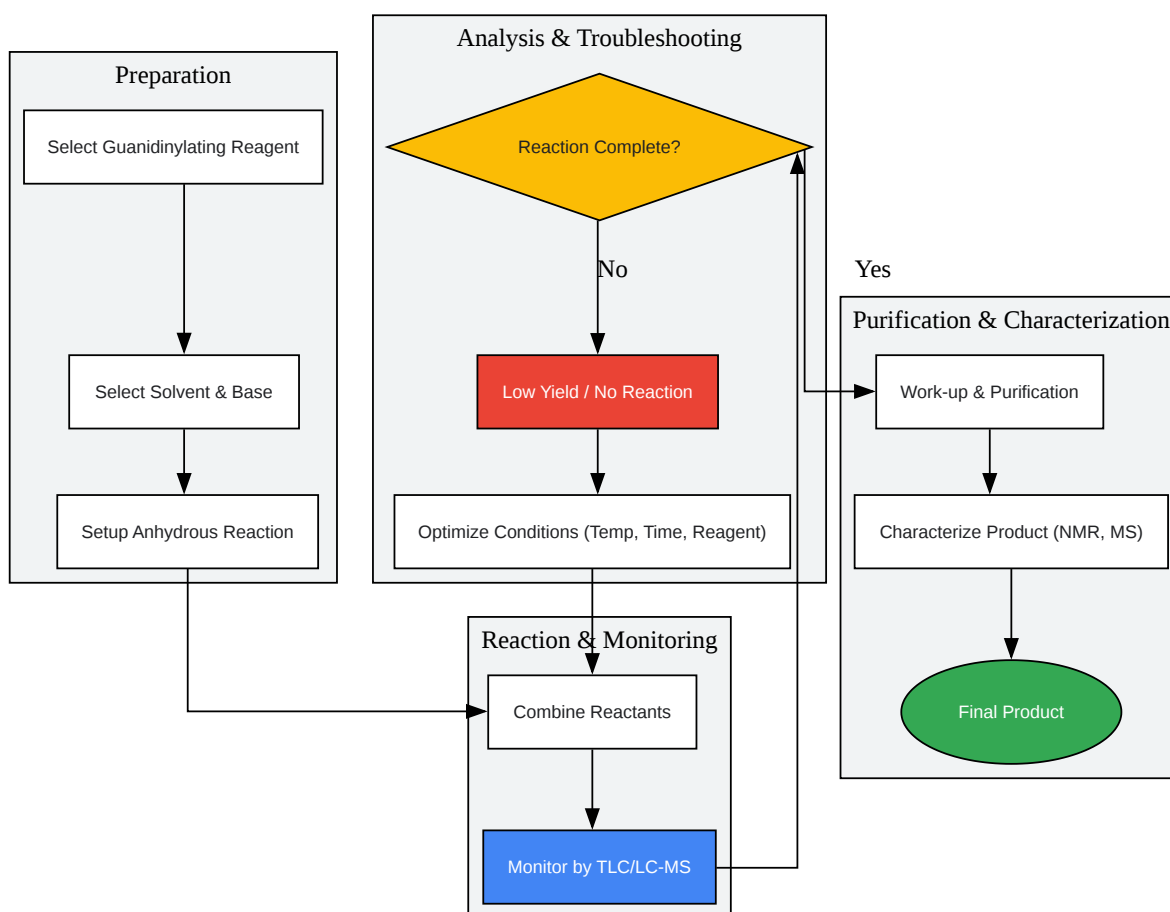 Preparation
Select Guanidinylating Reagent
Select Solvent & Base
Setup Anhydrous Reaction
Analysis & Troubleshooting
Reaction Complete?
No
Low Yield / No Reaction
Optimize Conditions (Temp, Time, Reagent)
Reaction & Monitoring
Combine Reactants
Monitor by TLC/LC-MS
Yes
Purification & Characterization
Work-up & Purification
Characterize Product (NMR, MS)
Final Product